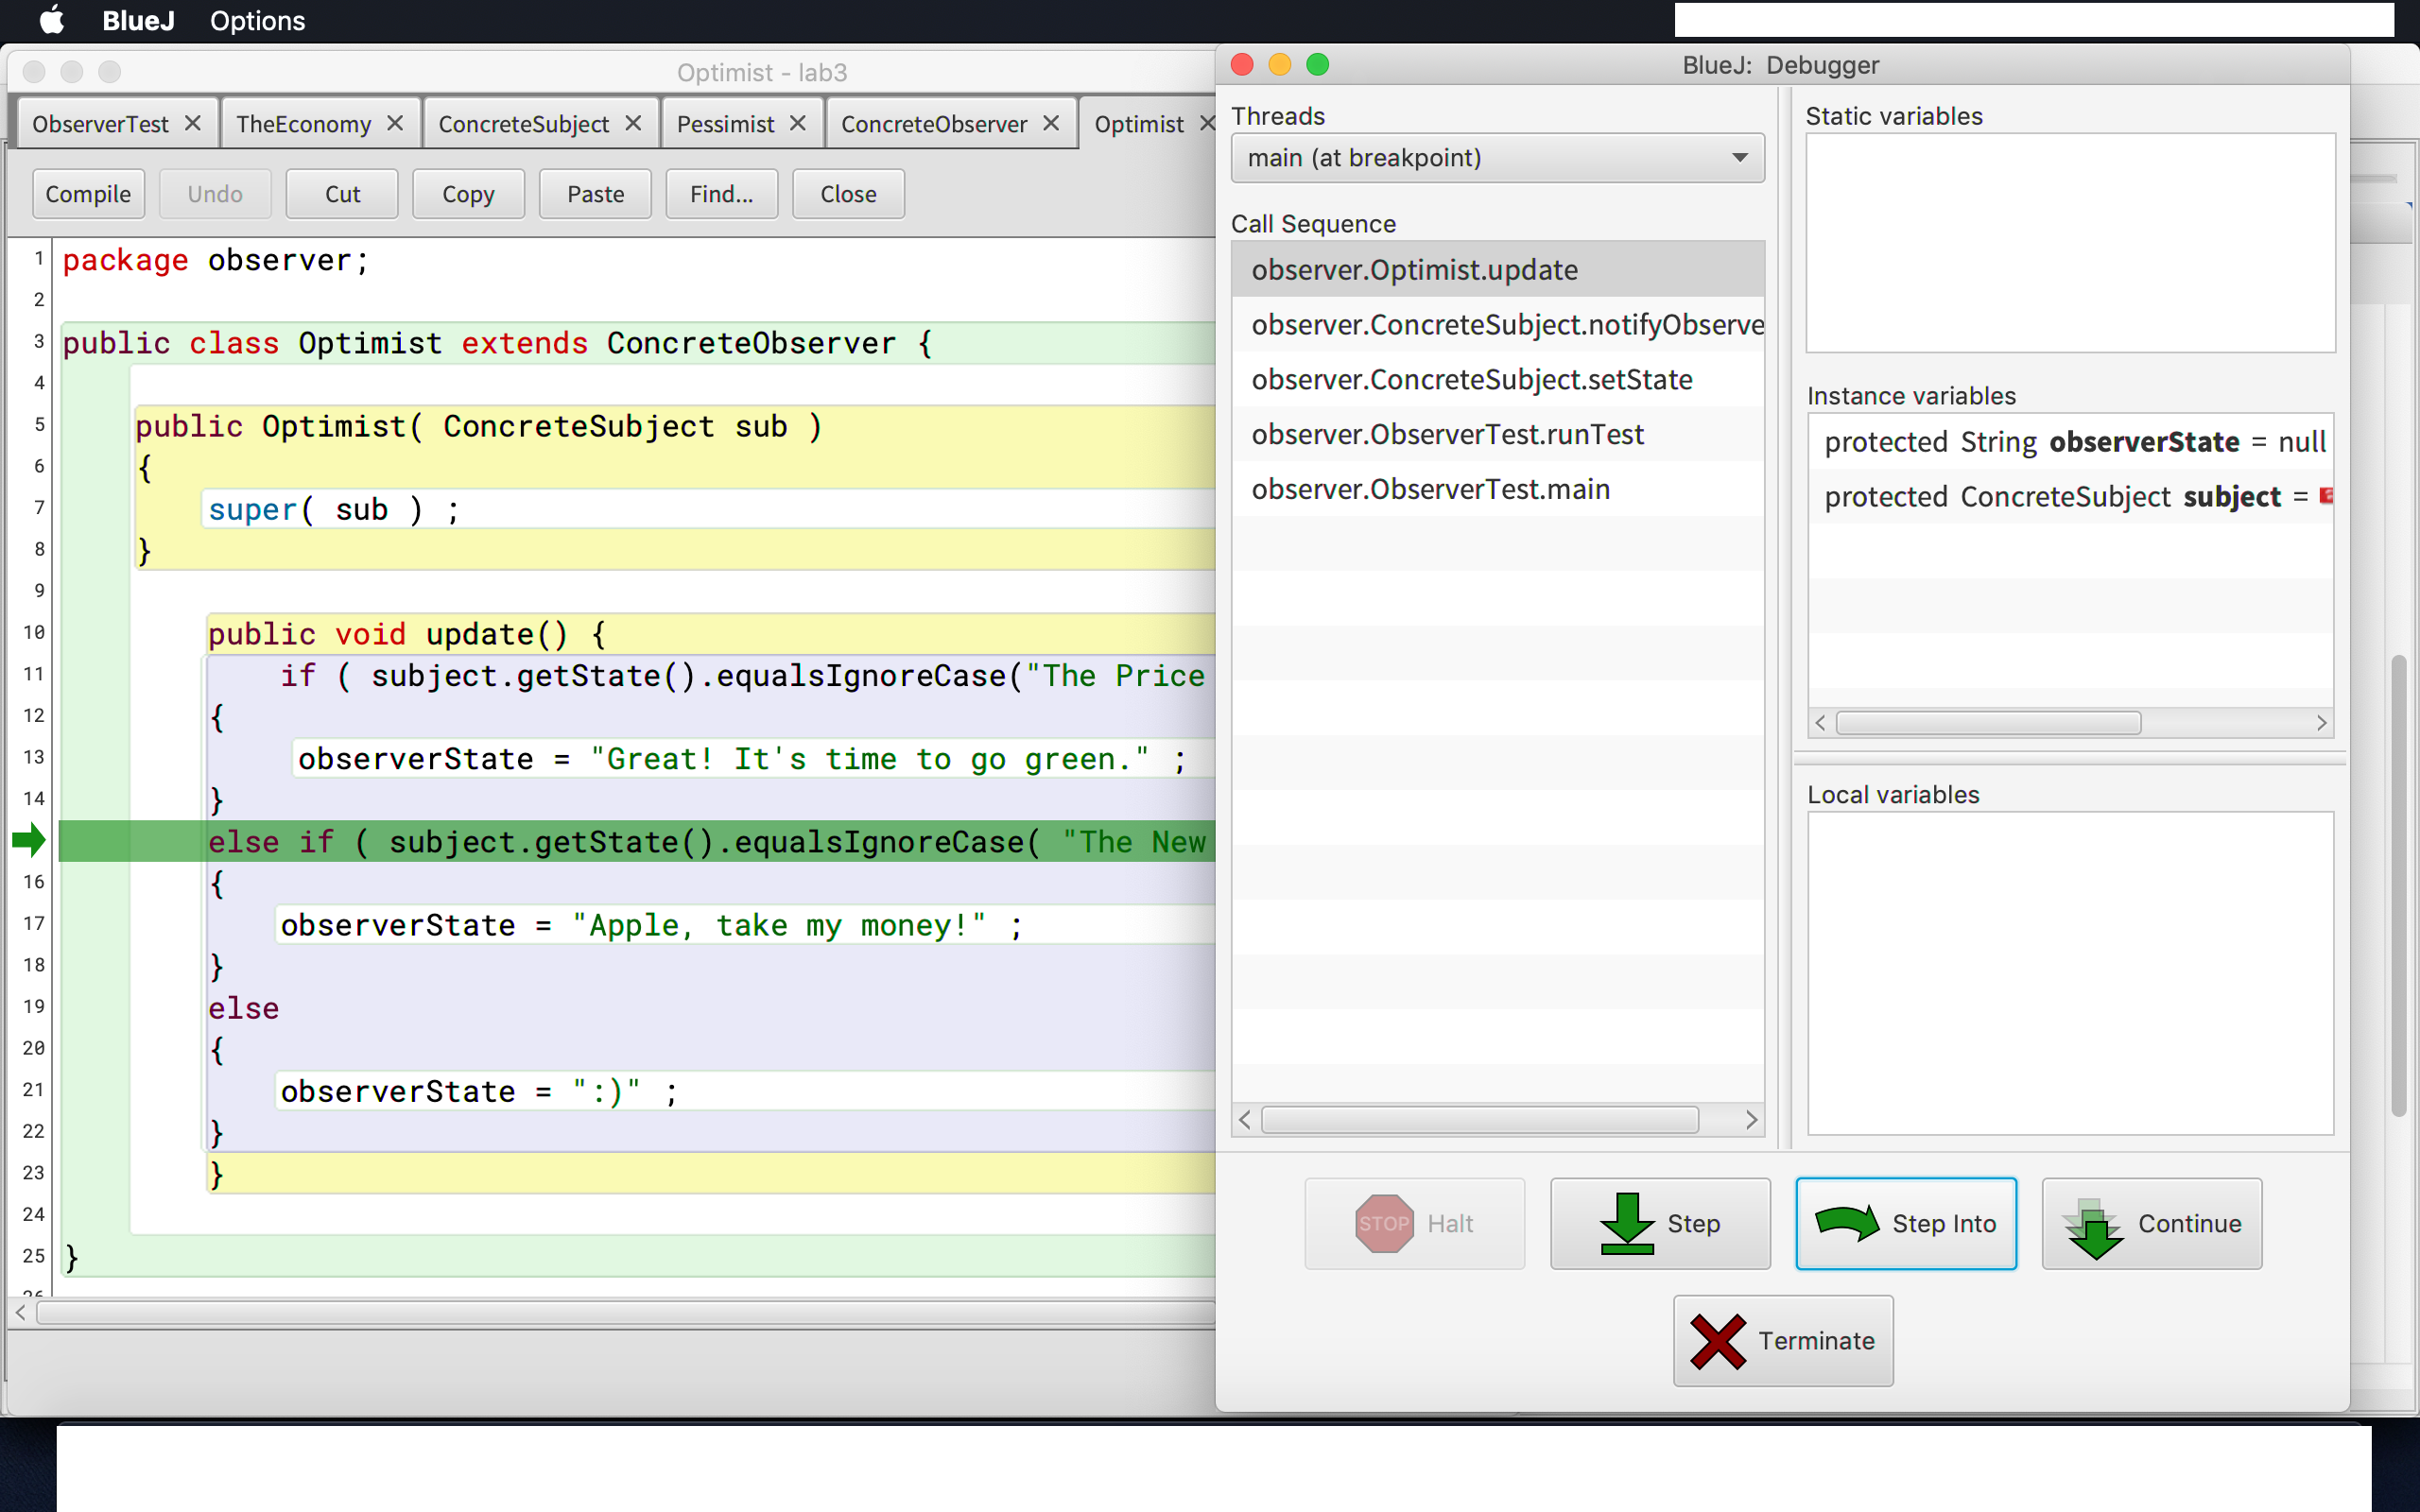 BlueJ Options
Optimist - lab3
ObserverTest TheEconomy ConcreteSubject Pessimist ConcreteObserver Optimist
Compile Undo Cut Copy Paste Find... Close
1 package observer;
2
3 public class Optimist extends ConcreteObserver {
4
5 public Optimist( ConcreteSubject sub )
6 {
7 super( sub ) ;
8 }
9
10 public void update() {
11 if ( subject.getState().equalsIgnoreCase("The Price
12 {
13 observerState = "Great! It's time to go green." ;
14 }
else if ( subject.getState().equalsIgnoreCase( "The New
16 {
17 observerState = "Apple, take my money!" ;
18 }
19 else
20 {
21 observerState = ":)" ;
22 }
23 }
24
25 }
26
BlueJ: Debugger
Threads
main (at breakpoint)
Call Sequence
observer.Optimist.update
observer.ConcreteSubject.notifyObserve
observer.ConcreteSubject.setState
observer.ObserverTest.runTest
observer.ObserverTest.main
Static variables
Instance variables
protected String observerState = null
protected ConcreteSubject subject =
Local variables
STOP Halt
Step
Step Into
Continue
Terminate